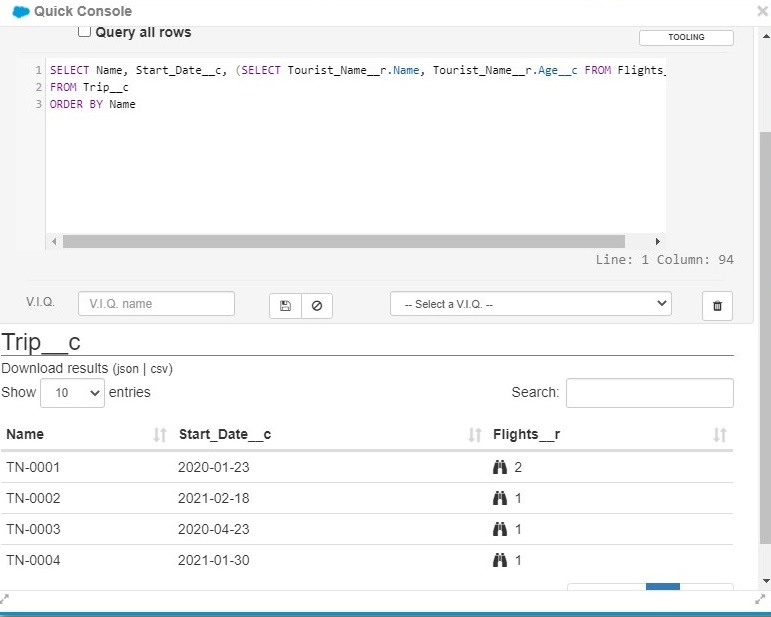 Quick Console
Query all rows
TOOLING
1 SELECT Name, Start_Date__c, (SELECT Tourist_Name__r.Name, Tourist_Name__r.Age__c FROM Flights_
2 FROM Trip__c
3 ORDER BY Name
Line: 1 Column: 94
V.I.Q. V.I.Q. name -- Select a V.I.Q. --
Trip__c
Download results (json | csv)
Show 10 entries Search:
Name Start_Date__c Flights__r
TN-0001 2020-01-23 2
TN-0002 2021-02-18 1
TN-0003 2020-04-23 1
TN-0004 2021-01-30 1